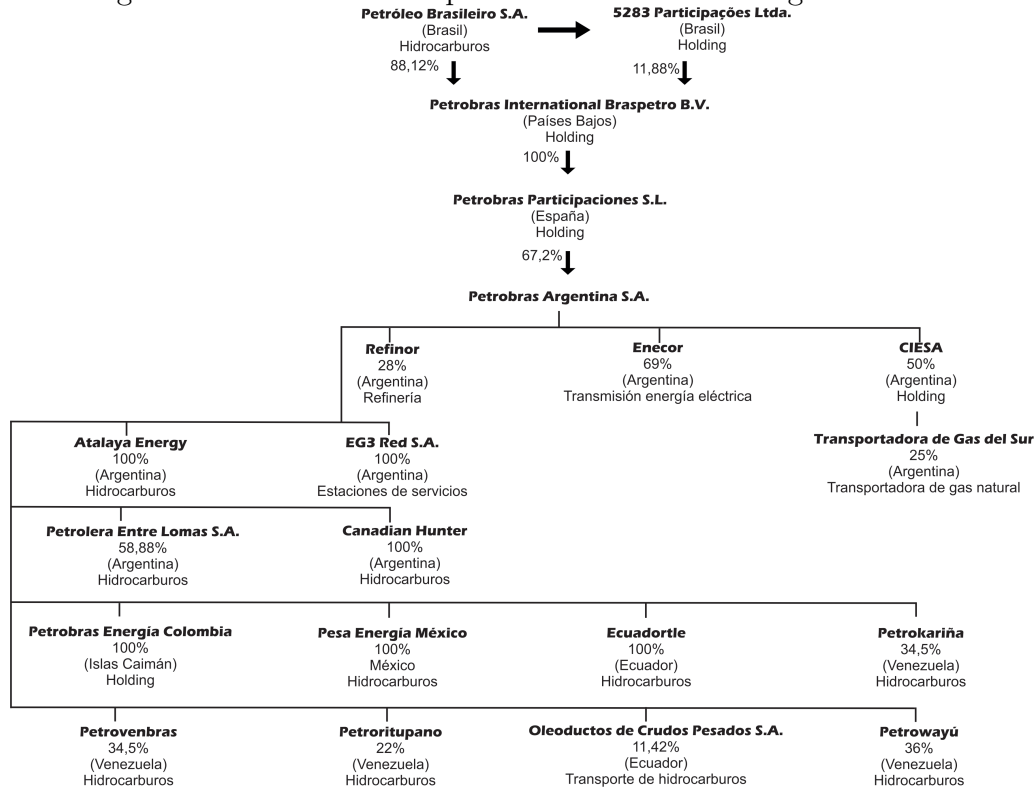 Petróleo Brasileiro S.A.
(Brasil)
Hidrocarburos
88,12%
5283 Participações Ltda.
(Brasil)
Holding
11,88%
Petrobras International Braspetro B.V.
(Países Bajos)
Holding
100%
Petrobras Participaciones S.L.
(España)
Holding
67,2%
Petrobras Argentina S.A.
Refinor
28%
(Argentina)
Refinería
Enecor
69%
(Argentina)
Transmisión energía eléctrica
CIESA
50%
(Argentina)
Holding
Transportadora de Gas del Sur
25%
(Argentina)
Transportadora de gas natural
Atalaya Energy
100%
(Argentina)
Hidrocarburos
EG3 Red S.A.
100%
(Argentina)
Estaciones de servicios
Petrolera Entre Lomas S.A.
58,88%
(Argentina)
Hidrocarburos
Canadian Hunter
100%
(Argentina)
Hidrocarburos
Petrobras Energía Colombia
100%
(Islas Caimán)
Holding
Pesa Energía México
100%
México
Hidrocarburos
Ecuadortle
100%
(Ecuador)
Hidrocarburos
Petrokariña
34,5%
(Venezuela)
Hidrocarburos
Petrovenbras
34,5%
(Venezuela)
Hidrocarburos
Petroritupano
22%
(Venezuela)
Hidrocarburos
Oleoductos de Crudos Pesados S.A.
11,42%
(Ecuador)
Transporte de hidrocarburos
Petrowayú
36%
(Venezuela)
Hidrocarburos